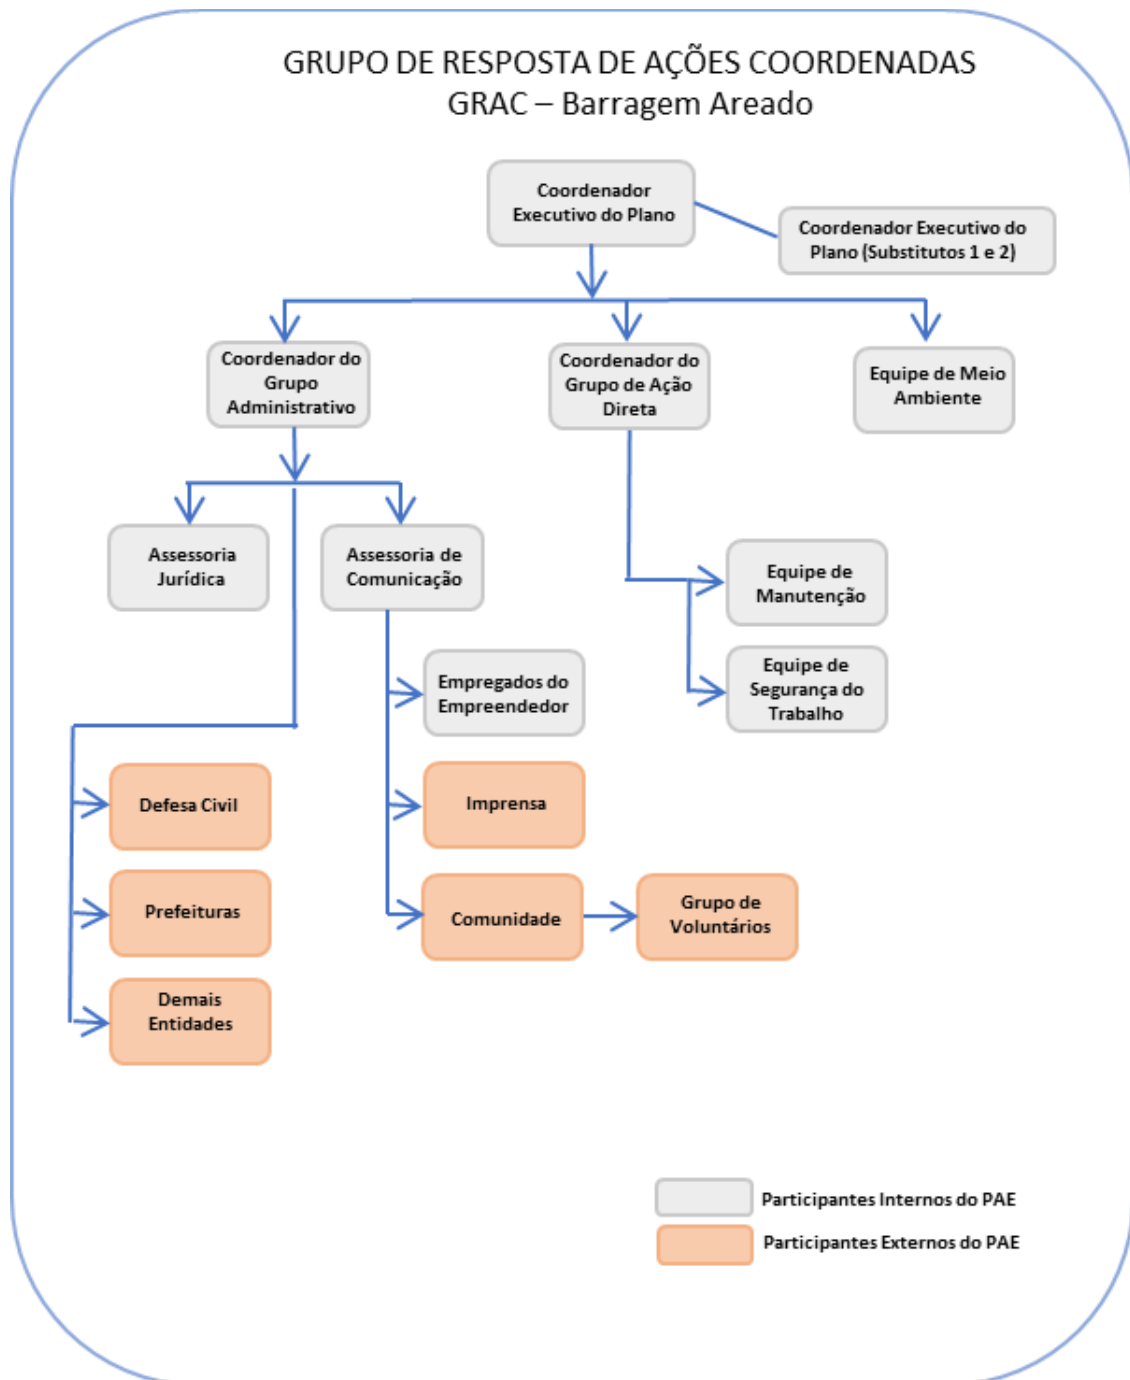 GRUPO DE RESPOSTA DE AÇÕES COORDENADAS
GRAC – Barragem Areado
Coordenador
Executivo do Plano
Coordenador Executivo do
Plano (Substitutos 1 e 2)
Coordenador do
Grupo
Administrativo
Coordenador do
Grupo de Ação
Direta
Equipe de Meio
Ambiente
Assessoria
Jurídica
Assessoria de
Comunicação
Equipe de
Manutenção
Equipe de
Segurança do
Trabalho
Empregados do
Empreendedor
Defesa Civil
Imprensa
Prefeituras
Comunidade
Grupo de
Voluntários
Demais
Entidades
Participantes Internos do PAE
Participantes Externos do PAE